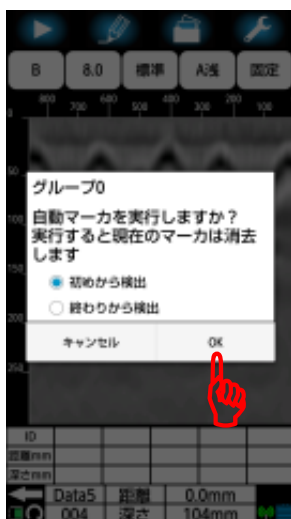 B 8.0 標準 A浅 固定
800 700 600 500 400 300 200 100
0
50
グループ0
100
自動マーカを実行しますか？
実行すると現在のマーカは消去
します
150
初めから検出
200
終わりから検出
キャンセル OK
250
ID
距離mm
深さmm
Data5 距離 0.0mm
004 深さ 104mm